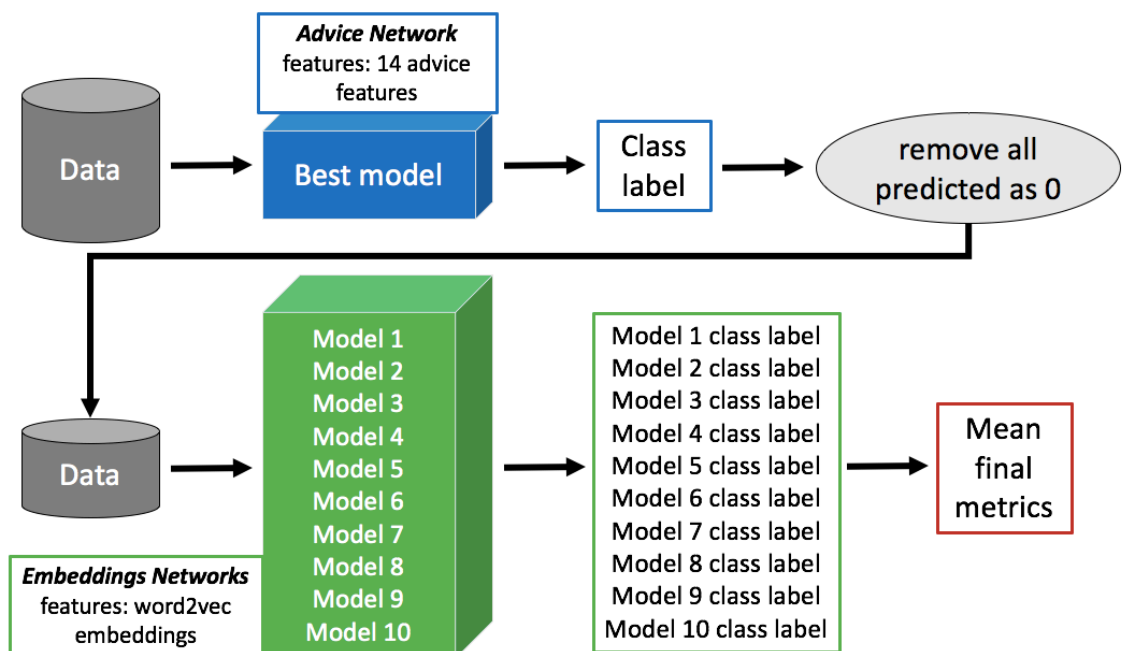 Advice Network
features: 14 advice
features
Data
Best model
Class
label
remove all
predicted as 0
Data
Embeddings Networks
features: word2vec
embeddings
Model 1
Model 2
Model 3
Model 4
Model 5
Model 6
Model 7
Model 8
Model 9
Model 10
Model 1 class label
Model 2 class label
Model 3 class label
Model 4 class label
Model 5 class label
Model 6 class label
Model 7 class label
Model 8 class label
Model 9 class label
Model 10 class label
Mean
final
metrics